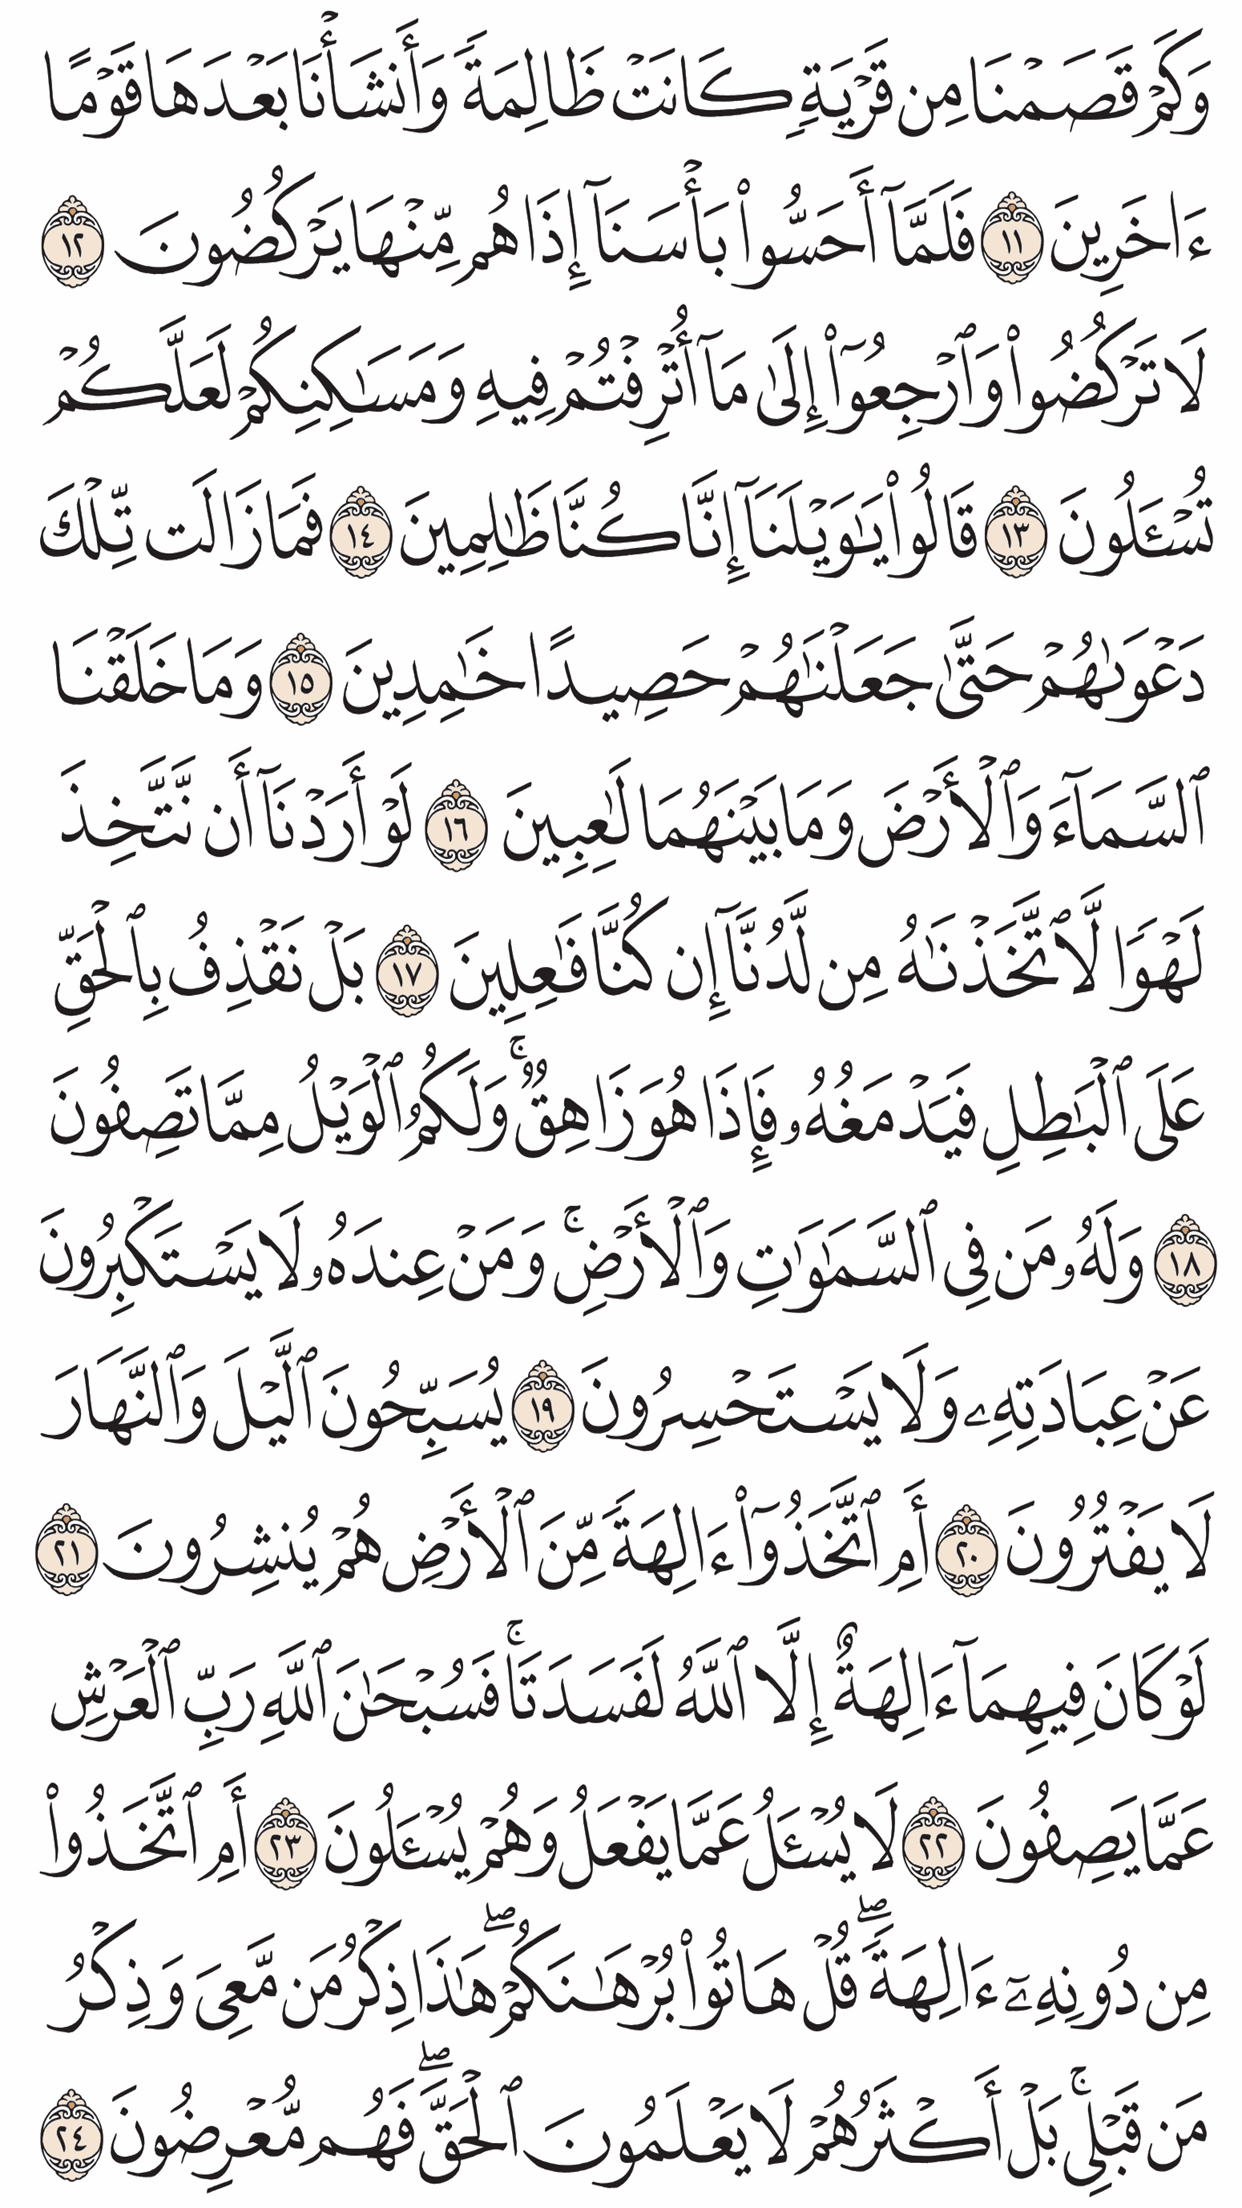 وَكَمْ قَصَمْنَا مِن قَرْيَةٍ كَانَتْ ظَالِمَةً وَأَنشَأْنَا بَعْدَهَا قَوْمًا
ءَاخَرِينَ ١١ فَلَمَّآ أَحَسُّوا۟ بَأْسَنَآ إِذَا هُم مِّنْهَا يَرْكُضُونَ ١٢
لَا تَرْكُضُوا۟ وَٱرْجِعُوٓا۟ إِلَىٰ مَآ أُتْرِفْتُمْ فِيهِ وَمَسَـٰكِنِكُمْ لَعَلَّكُمْ
تُسْـَٔلُونَ ١٣ قَالُوا۟ يَـٰوَيْلَنَآ إِنَّا كُنَّا ظَـٰلِمِينَ ١٤ فَمَا زَالَت تِّلْكَ
دَعْوَىٰهُمْ حَتَّىٰ جَعَلْنَـٰهُمْ حَصِيدًا خَـٰمِدِينَ ١٥ وَمَا خَلَقْنَا
ٱلسَّمَآءَ وَٱلْأَرْضَ وَمَا بَيْنَهُمَا لَـٰعِبِينَ ١٦ لَوْ أَرَدْنَآ أَن نَّتَّخِذَ
لَهْوًا لَّٱتَّخَذْنَـٰهُ مِن لَّدُنَّآ إِن كُنَّا فَـٰعِلِينَ ١٧ بَلْ نَقْذِفُ بِٱلْحَقِّ
عَلَى ٱلْبَـٰطِلِ فَيَدْمَغُهُۥ فَإِذَا هُوَ زَاهِقٌ ۚ وَلَكُمُ ٱلْوَيْلُ مِمَّا تَصِفُونَ
١٨ وَلَهُۥ مَن فِى ٱلسَّمَـٰوَٰتِ وَٱلْأَرْضِ ۚ وَمَنْ عِندَهُۥ لَا يَسْتَكْبِرُونَ
عَنْ عِبَادَتِهِۦ وَلَا يَسْتَحْسِرُونَ ١٩ يُسَبِّحُونَ ٱلَّيْلَ وَٱلنَّهَارَ
لَا يَفْتُرُونَ ٢٠ أَمِ ٱتَّخَذُوٓا۟ ءَالِهَةً مِّنَ ٱلْأَرْضِ هُمْ يُنشِرُونَ ٢١
لَوْ كَانَ فِيهِمَآ ءَالِهَةٌ إِلَّا ٱللَّهُ لَفَسَدَتَا ۚ فَسُبْحَـٰنَ ٱللَّهِ رَبِّ ٱلْعَرْشِ
عَمَّا يَصِفُونَ ٢٢ لَا يُسْـَٔلُ عَمَّا يَفْعَلُ وَهُمْ يُسْـَٔلُونَ ٢٣ أَمِ ٱتَّخَذُوا۟
مِن دُونِهِۦٓ ءَالِهَةً ۖ قُلْ هَاتُوا۟ بُرْهَـٰنَكُمْ ۖ هَـٰذَا ذِكْرُ مَن مَّعِىَ وَذِكْرُ
مَن قَبْلِى ۚ بَلْ أَكْثَرُهُمْ لَا يَعْلَمُونَ ٱلْحَقَّ ۖ فَهُم مُّعْرِضُونَ ٢٤